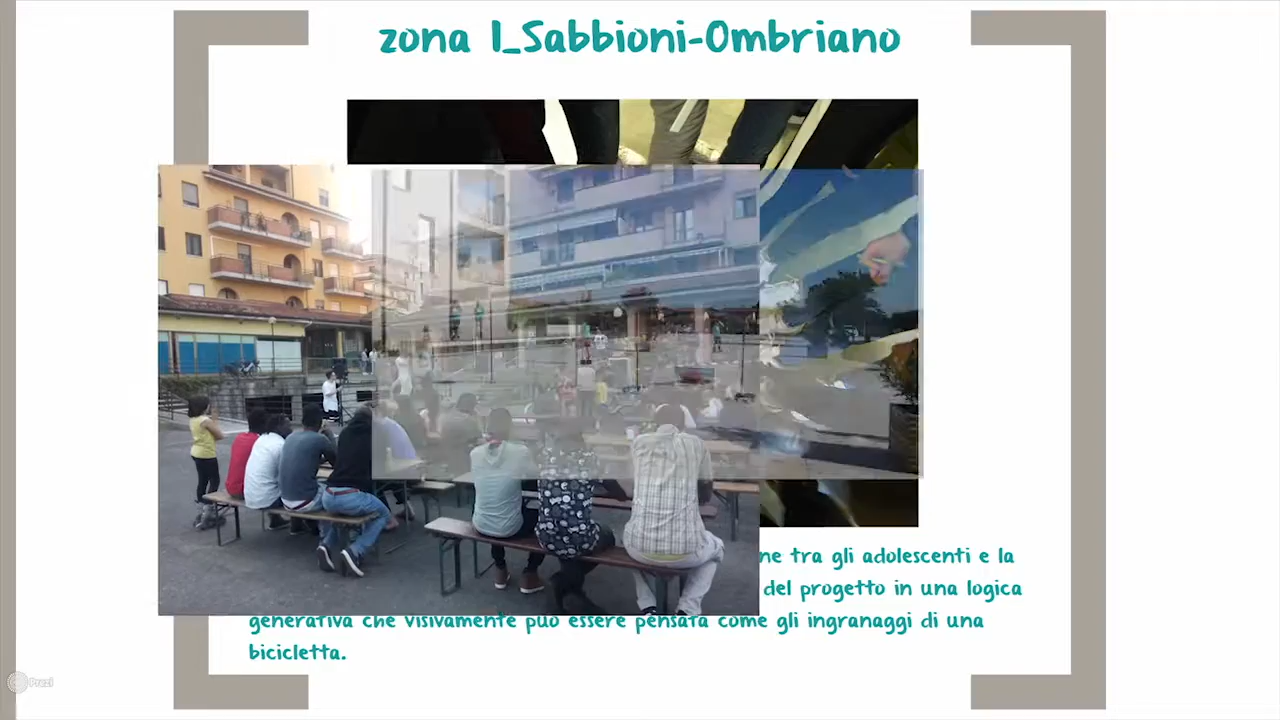 zona 1_Sabbioni-Ombriano
ne tra gli adolescenti e la
del progetto in una logica
generativa che visivamente può essere pensata come gli ingranaggi di una
bicicletta.
Prezi